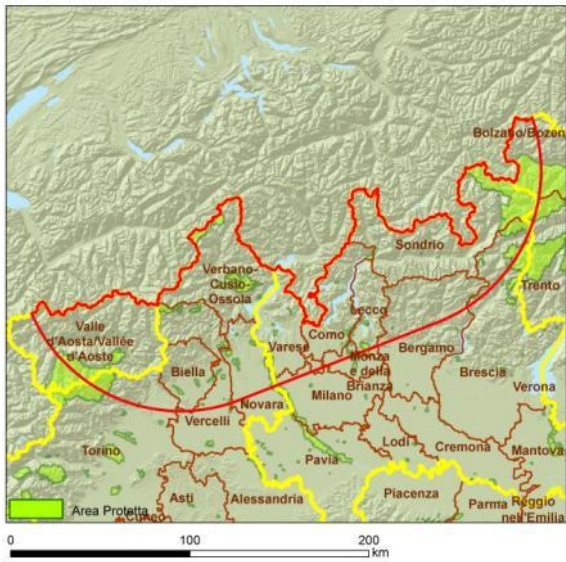 Bolzano/Bozen
Sondrio
Verbano-
Cusio-
Ossola
Trento
Lecco
Valle
d'Aosta/Vallée
d'Aoste
Como
Varese
Bergamo
Monza
e della
Brianza
Biella
Brescia
Verona
Milano
Novara
Vercelli
Lodi
Cremona
Mantova
Torino
Pavia
Asti
Alessandria
Piacenza
Parma
Reggio
nell'Emilia
Cuneo
Area Protetta
0 100 200
km